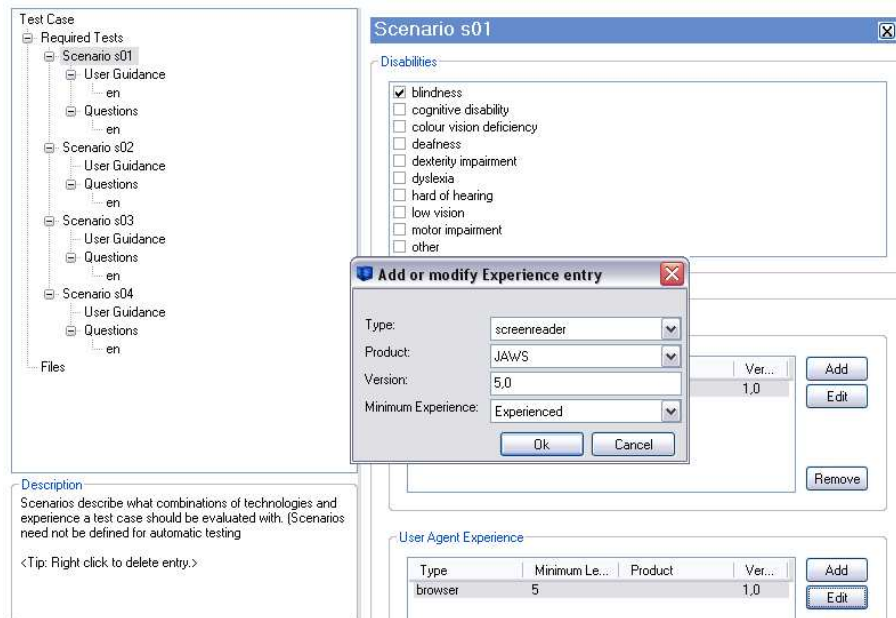 Test Case
Required Tests
Scenario s01
User Guidance
en
Questions
en
Scenario s02
User Guidance
Questions
en
Scenario s03
User Guidance
Questions
en
Scenario s04
User Guidance
Questions
en
Files
Description
Scenarios describe what combinations of technologies and
experience a test case should be evaluated with. (Scenarios
need not be defined for automatic testing
<Tip: Right click to delete entry.>
Scenario s01
Disabilities
blindness
cognitive disability
colour vision deficiency
deafness
dexterity impairment
dyslexia
hard of hearing
low vision
motor impairment
other
Add or modify Experience entry
Type: screenreader
Product: JAWS
Version: 5,0
Minimum Experience: Experienced
Ok Cancel
Ver...
1,0
Add
Edit
Remove
User Agent Experience
Type Minimum Le... Product Ver...
browser 5 1,0
Add
Edit